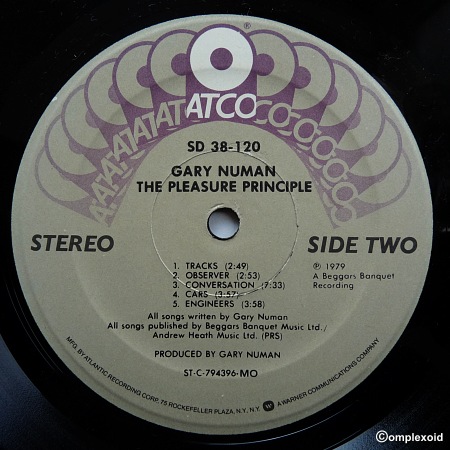 ATCO
SD 38-120
GARY NUMAN
THE PLEASURE PRINCIPLE
STEREO
SIDE TWO
1. TRACKS (2:49)
2. OBSERVER (2:53)
3. CONVERSATION (7:33)
4. CARS (3:57)
5. ENGINEERS (3:58)
℗ 1979
A Beggars Banquet
Recording
All songs written by Gary Numan
All songs published by Beggars Banquet Music Ltd./
Andrew Heath Music Ltd. (PRS)
PRODUCED BY GARY NUMAN
ST-C-794396-MO
MFG. BY ATLANTIC RECORDING CORP., 75 ROCKEFELLER PLAZA, N.Y. N.Y. A WARNER COMMUNICATIONS COMPANY
©omplexoid